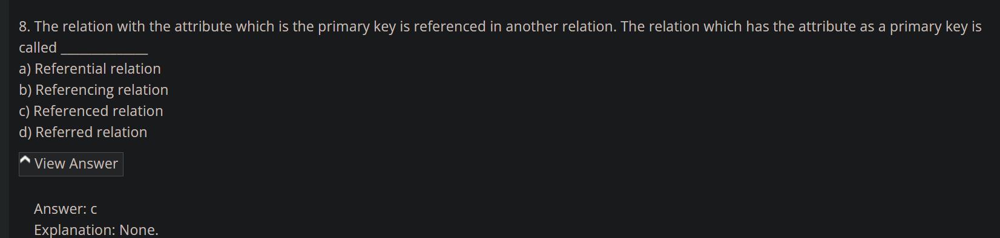 8. The relation with the attribute which is the primary key is referenced in another relation. The relation which has the attribute as a primary key is
called ______________
a) Referential relation
b) Referencing relation
c) Referenced relation
d) Referred relation
View Answer
Answer: c
Explanation: None.